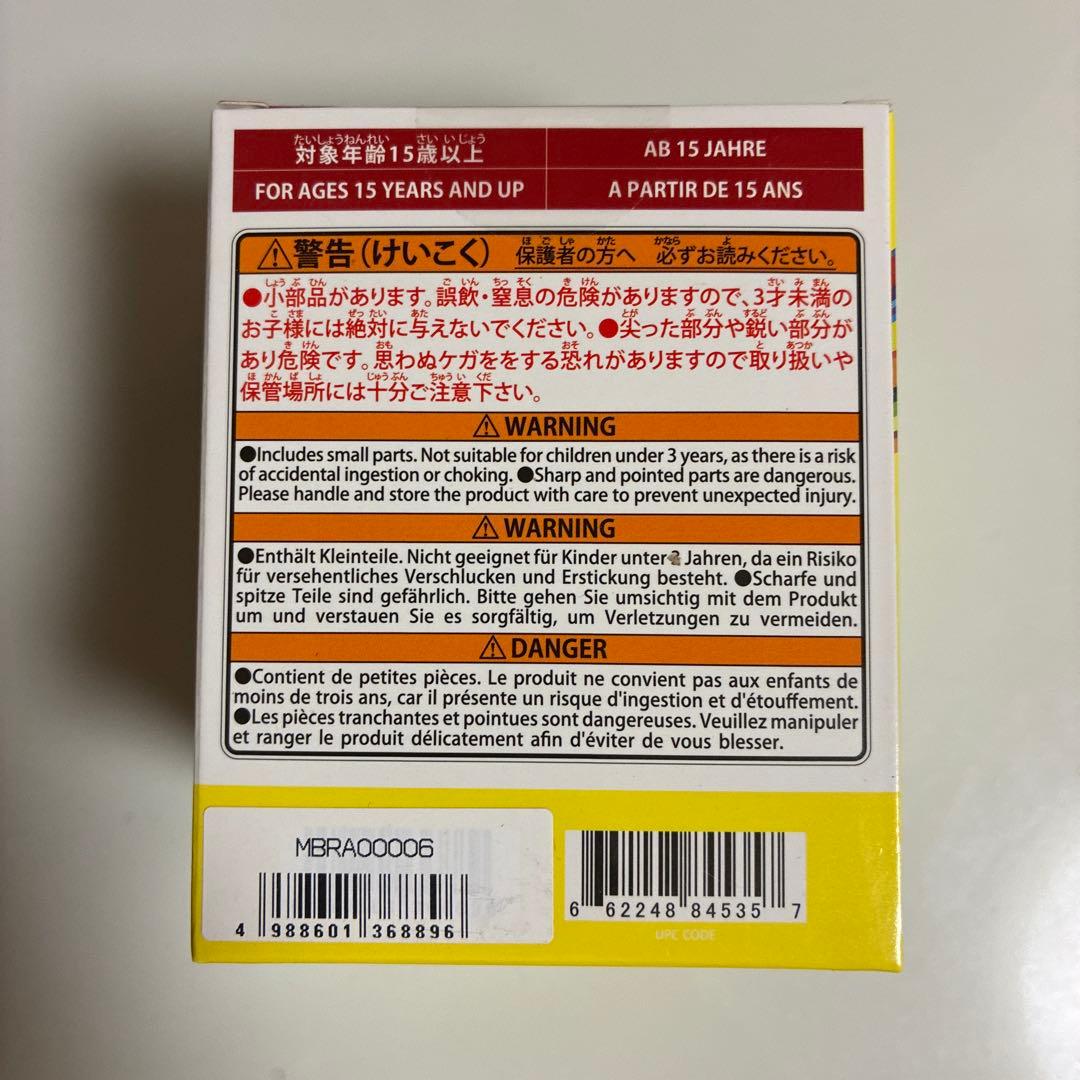 対象年齢15歳以上
AB 15 JAHRE
FOR AGES 15 YEARS AND UP
A PARTIR DE 15 ANS
⚠警告(けいこく) 保護者の方へ 必ずお読みください。
●小部品があります。誤飲・窒息の危険がありますので、3才未満の
お子様には絶対に与えないでください。●尖った部分や鋭い部分が
あり危険です。思わぬケガををする恐れがありますので取り扱いや
保管場所には十分ご注意下さい。
⚠WARNING
●Includes small parts. Not suitable for children under 3 years, as there is a risk
of accidental ingestion or choking. ●Sharp and pointed parts are dangerous.
Please handle and store the product with care to prevent unexpected injury.
⚠WARNING
●Enthält Kleinteile. Nicht geeignet für Kinder unter Jahren, da ein Risiko
für versehentliches Verschlucken und Erstickung besteht. ●Scharfe und
spitze Teile sind gefährlich. Bitte gehen Sie umsichtig mit dem Produkt
um und verstauen Sie es sorgfältig, um Verletzungen zu vermeiden.
⚠DANGER
●Contient de petites pièces. Le produit ne convient pas aux enfants de
moins de trois ans, car il présente un risque d'ingestion et d'étouffement.
●Les pièces tranchantes et pointues sont dangereuses. Veuillez manipuler
et ranger le produit délicatement afin d'éviter de vous blesser.
MBRA00006
4 988601 368896
6 62248 84535 7
UPC CODE